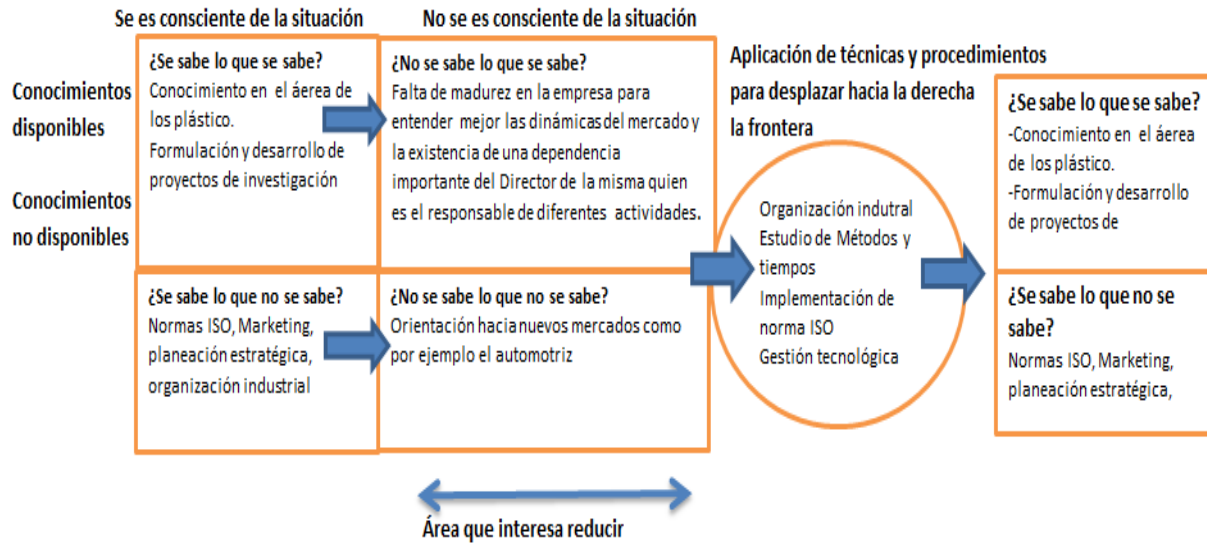 Se es consciente de la situación
No se es consciente de la situación
Conocimientos
disponibles
Conocimientos
no disponibles
¿Se sabe lo que se sabe?
Conocimiento en el áerea de
los plástico.
Formulación y desarrollo de
proyectos de investigación
¿No se sabe lo que se sabe?
Falta de madurez en la empresa para
entender mejor las dinámicas del mercado y
la existencia de una dependencia
importante del Director de la misma quien
es el responsable de diferentes actividades.
¿Se sabe lo que no se sabe?
Normas ISO, Marketing,
planeación estratégica,
organización industrial
¿No se sabe lo que no se sabe?
Orientación hacia nuevos mercados como
por ejemplo el automotriz
Aplicación de técnicas y procedimientos
para desplazar hacia la derecha
la frontera
Organización indutral
Estudio de Métodos y
tiempos
Implementación de
norma ISO
Gestión tecnológica
¿Se sabe lo que se sabe?
-Conocimiento en el áerea
de los plástico.
-Formulación y desarrollo
de proyectos de
¿Se sabe lo que no se
sabe?
Normas ISO, Marketing,
planeación estratégica,
Área que interesa reducir